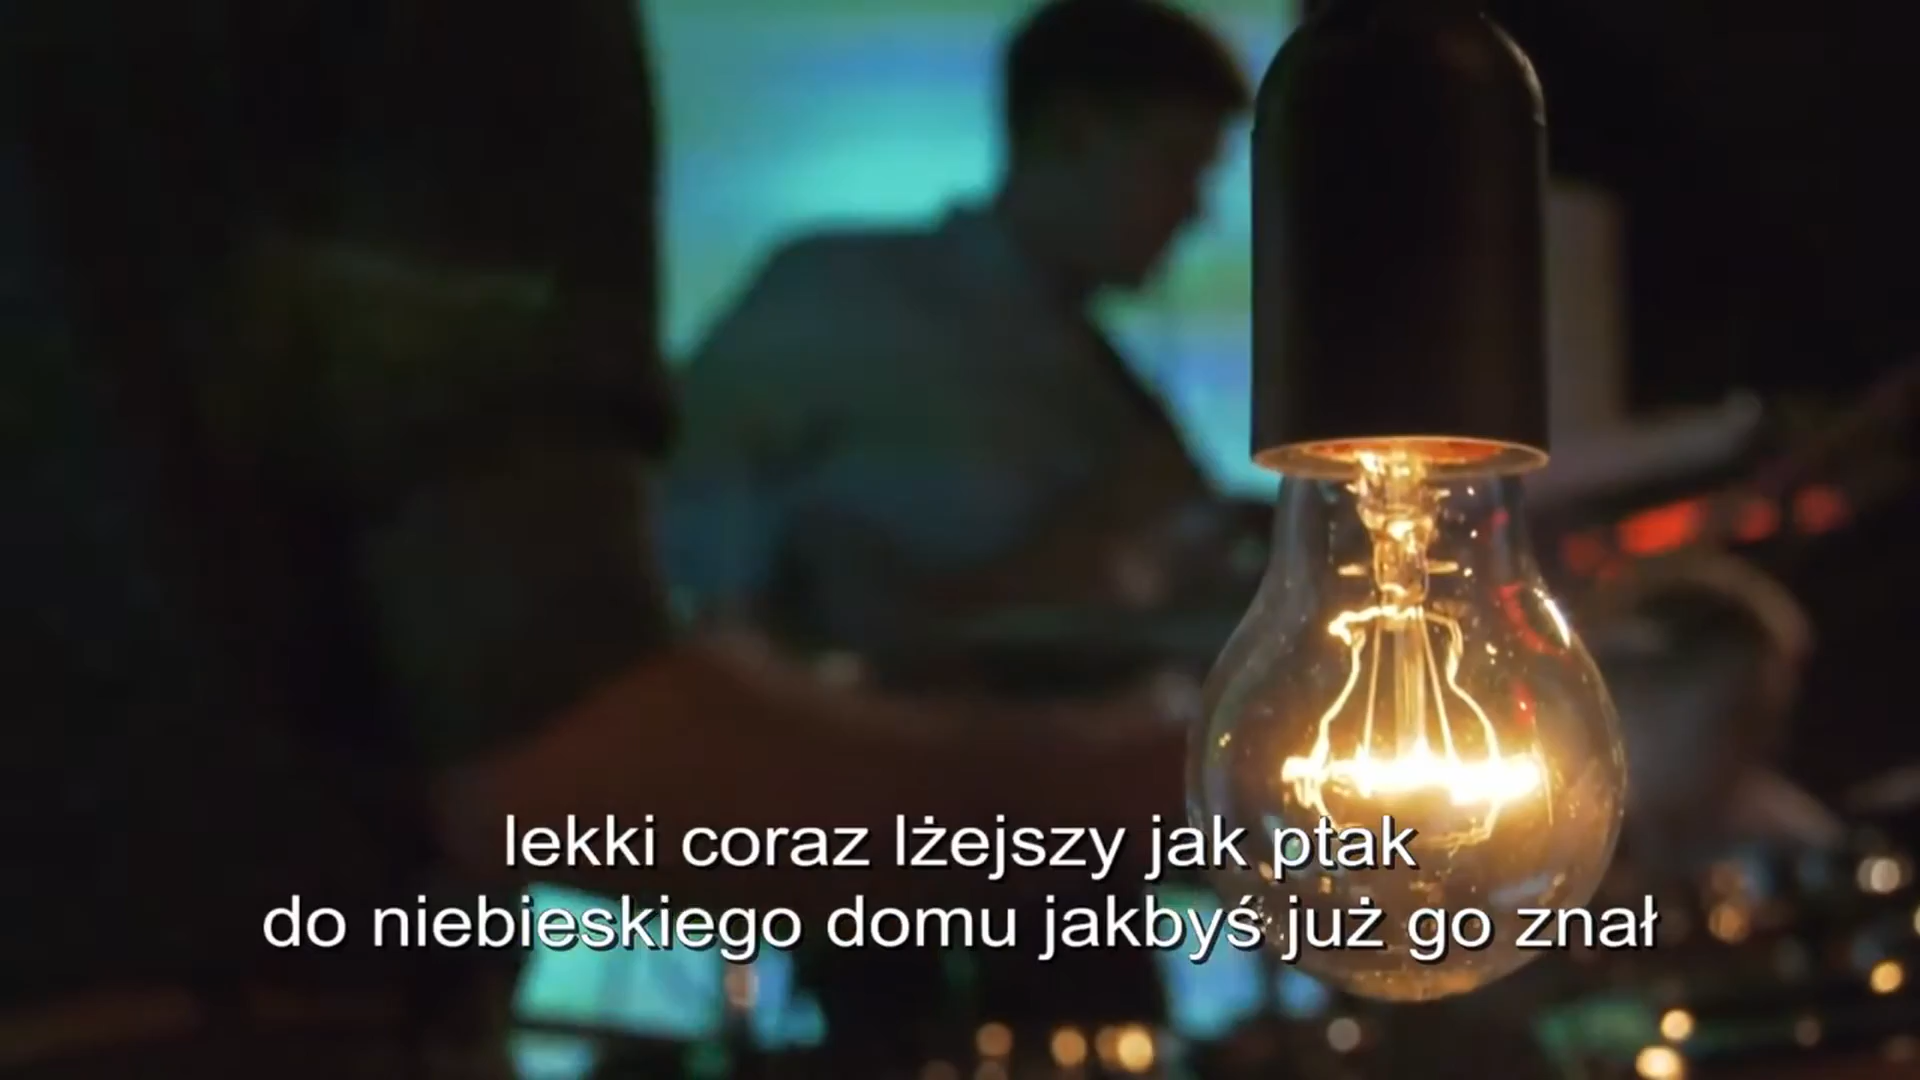 lekki coraz lżejszy jak ptak
do niebieskiego domu jakbyś już go znał